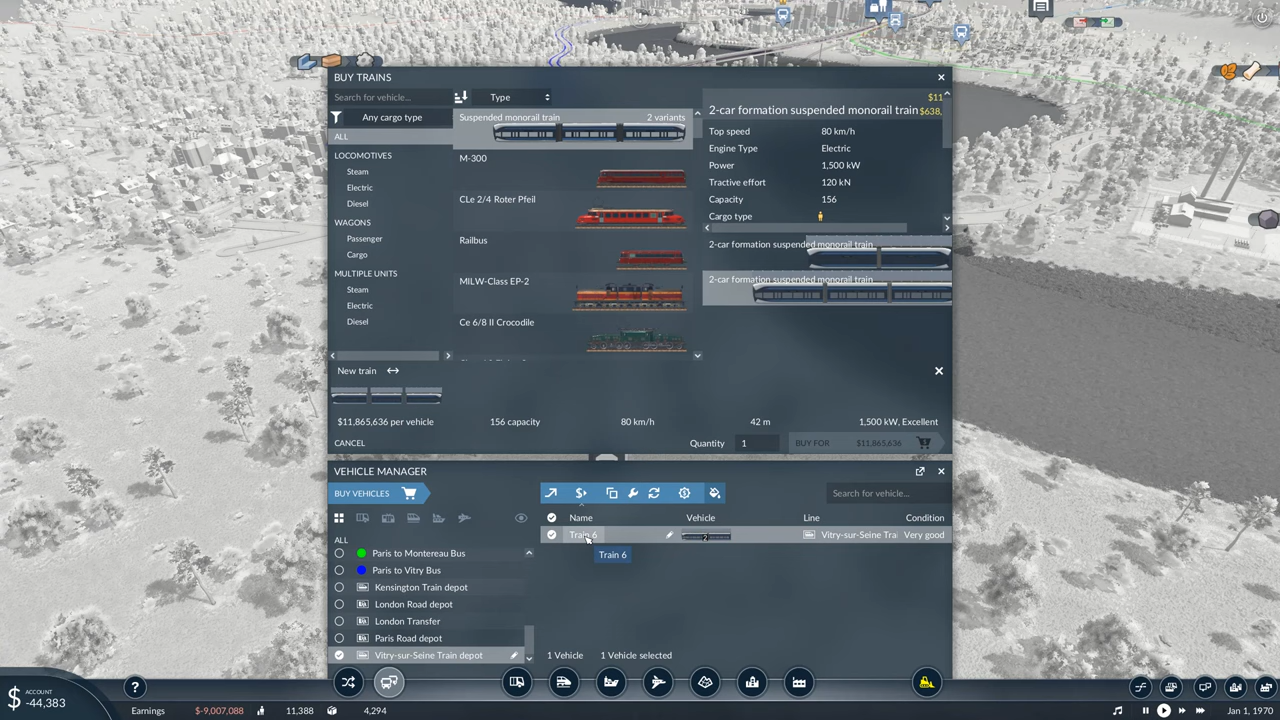 BUY TRAINS
Search for vehicle...
Type
Any cargo type
ALL
LOCOMOTIVES
Steam
Electric
Diesel
WAGONS
Passenger
Cargo
MULTIPLE UNITS
Steam
Electric
Diesel
Suspended monorail train 2 variants
M-300
CLe 2/4 Roter Pfeil
Railbus
MILW-Class EP-2
Ce 6/8 II Crocodile
$11
2-car formation suspended monorail train $638,
Top speed 80 km/h
Engine Type Electric
Power 1,500 kW
Tractive effort 120 kN
Capacity 156
Cargo type
2-car formation suspended monorail train
2-car formation suspended monorail train
New train
$11,865,636 per vehicle 156 capacity 80 km/h 42 m 1,500 kW, Excellent
CANCEL Quantity 1 BUY FOR $11,865,636
VEHICLE MANAGER
BUY VEHICLES
Search for vehicle...
ALL
Paris to Montereau Bus
Paris to Vitry Bus
Kensington Train depot
London Road depot
London Transfer
Paris Road depot
Vitry-sur-Seine Train depot
Name Vehicle Line Condition
Train 6 2 Vitry-sur-Seine Trai Very good
Train 6
1 Vehicle 1 Vehicle selected
$ ACCOUNT
-44,383
?
Earnings $-9,007,088 11,388 4,294
Jan 1, 1970